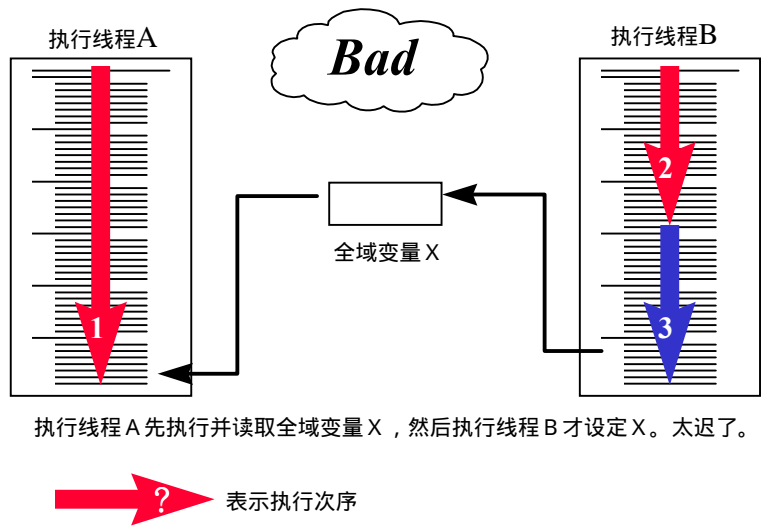 执行线程A
Bad
执行线程B
2
全域变量X
1
3
执行线程A先执行并读取全域变量X，然后执行线程B才设定X。太迟了。
? 表示执行次序